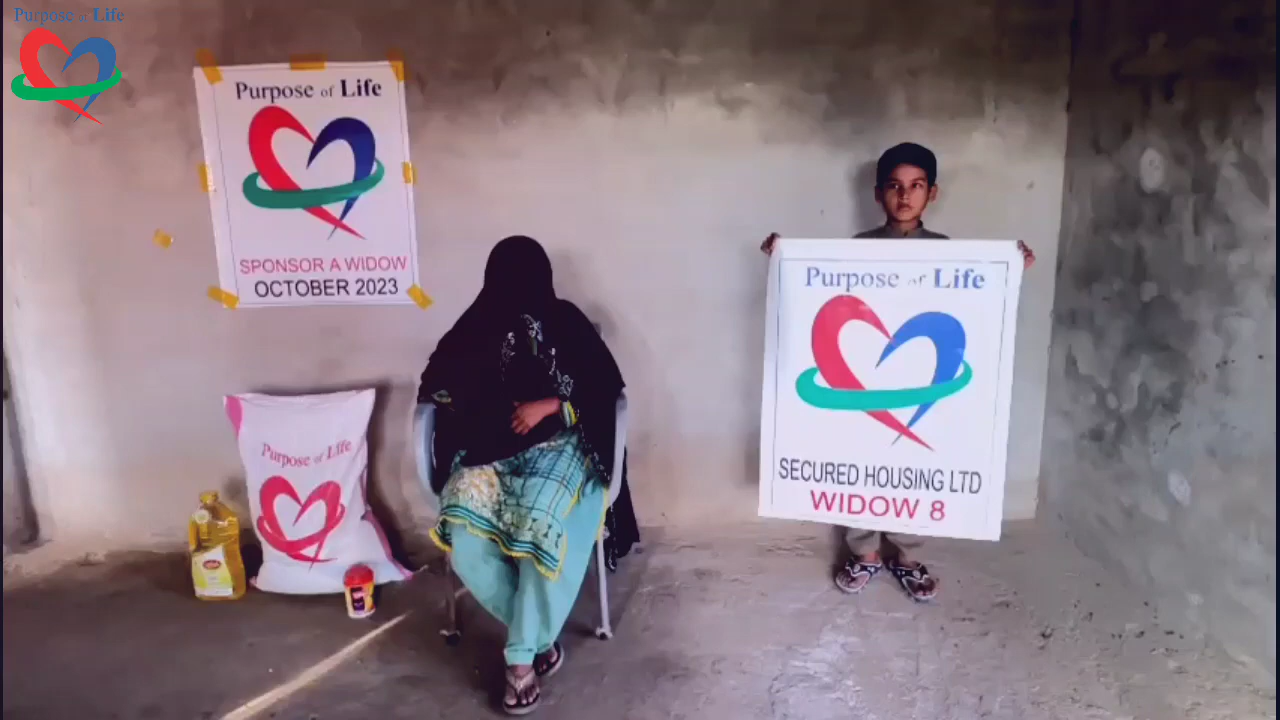 Purpose of Life
Purpose of Life
SPONSOR A WIDOW
OCTOBER 2023
Purpose of Life
Purpose of Life
SECURED HOUSING LTD
WIDOW 8